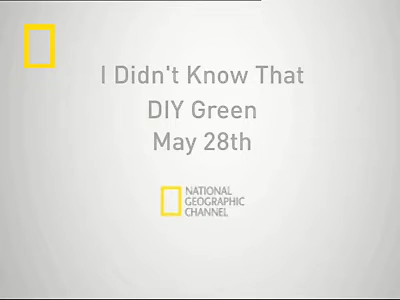 I Didn't Know That
DIY Green
May 28th
NATIONAL
GEOGRAPHIC
CHANNEL